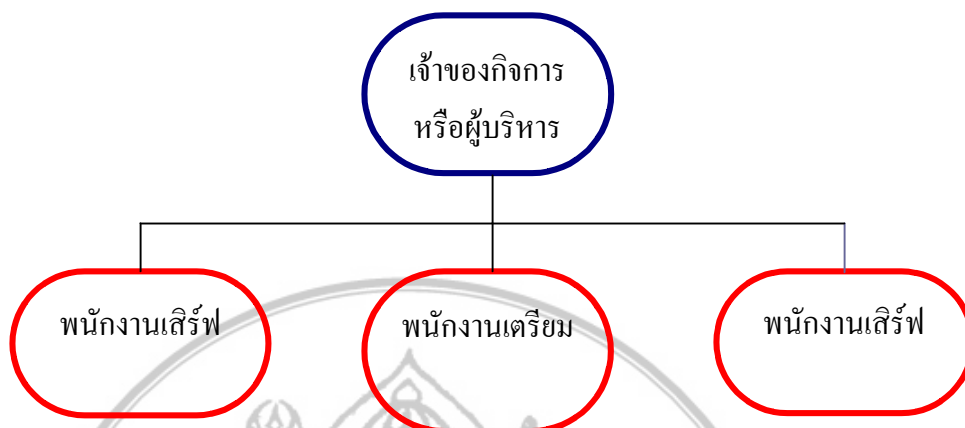 เจ้าของกิจการ
หรือผู้บริหาร
พนักงานเสิร์ฟ
พนักงานเตรียม
พนักงานเสิร์ฟ